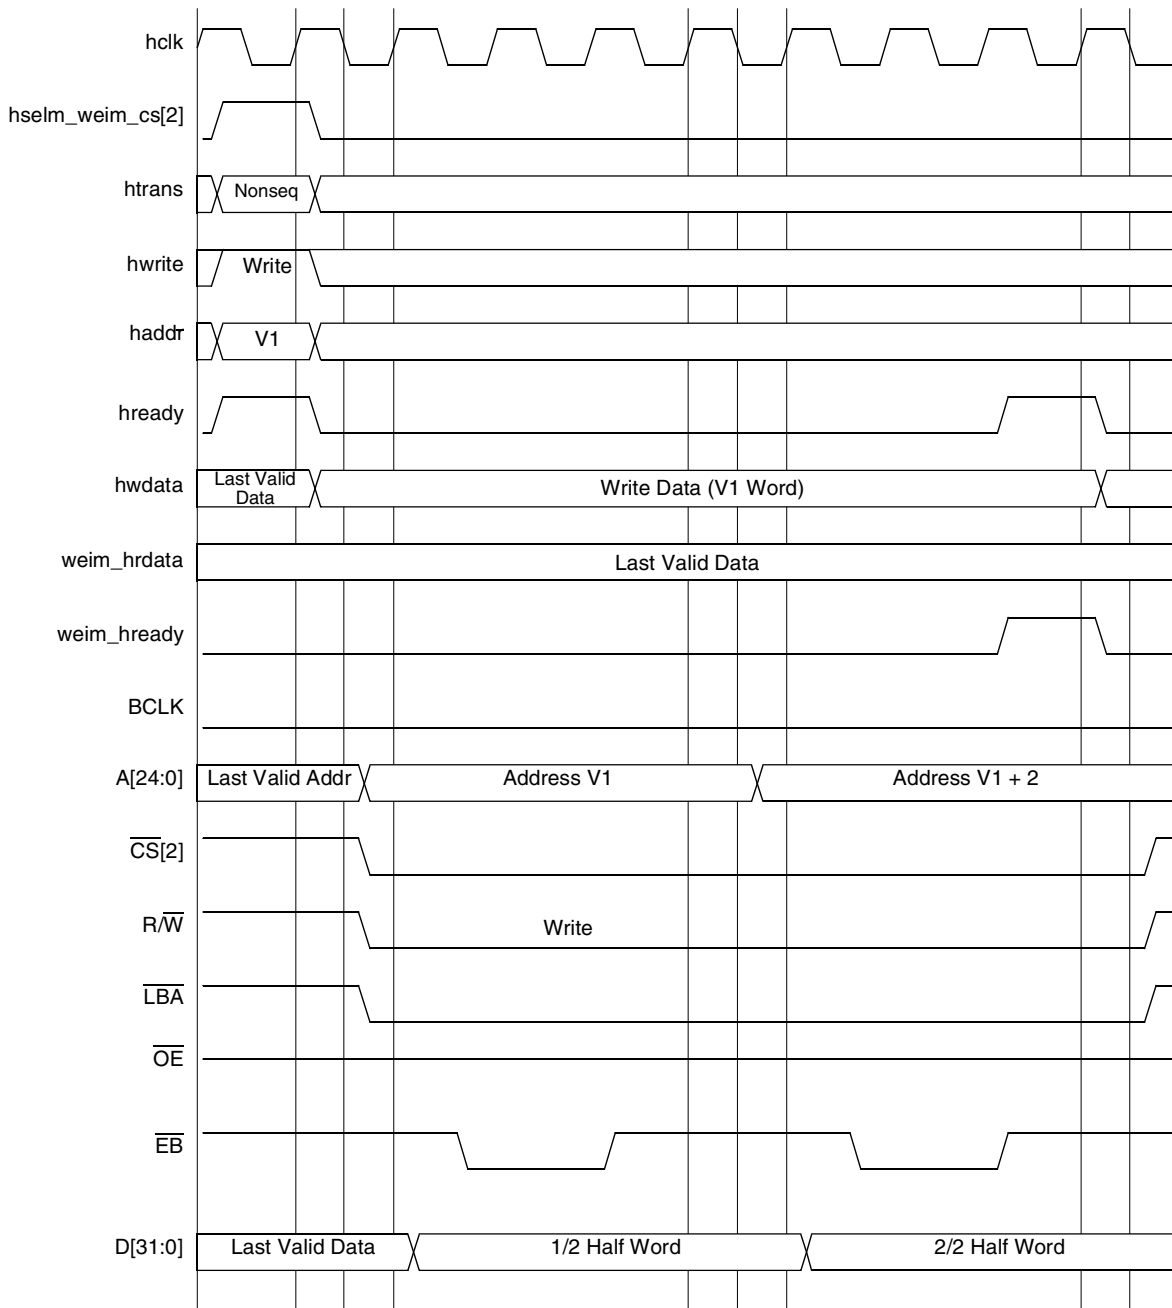 hclk
hselm_weim_cs[2]
htrans Nonseq
hwrite Write
haddr V1
hready
hwdata Last Valid Data Write Data (V1 Word)
weim_hrdata Last Valid Data
weim_hready
BCLK
A[24:0] Last Valid Addr Address V1 Address V1 + 2
CS[2]
R/W Write
LBA
OE
EB
D[31:0] Last Valid Data 1/2 Half Word 2/2 Half Word